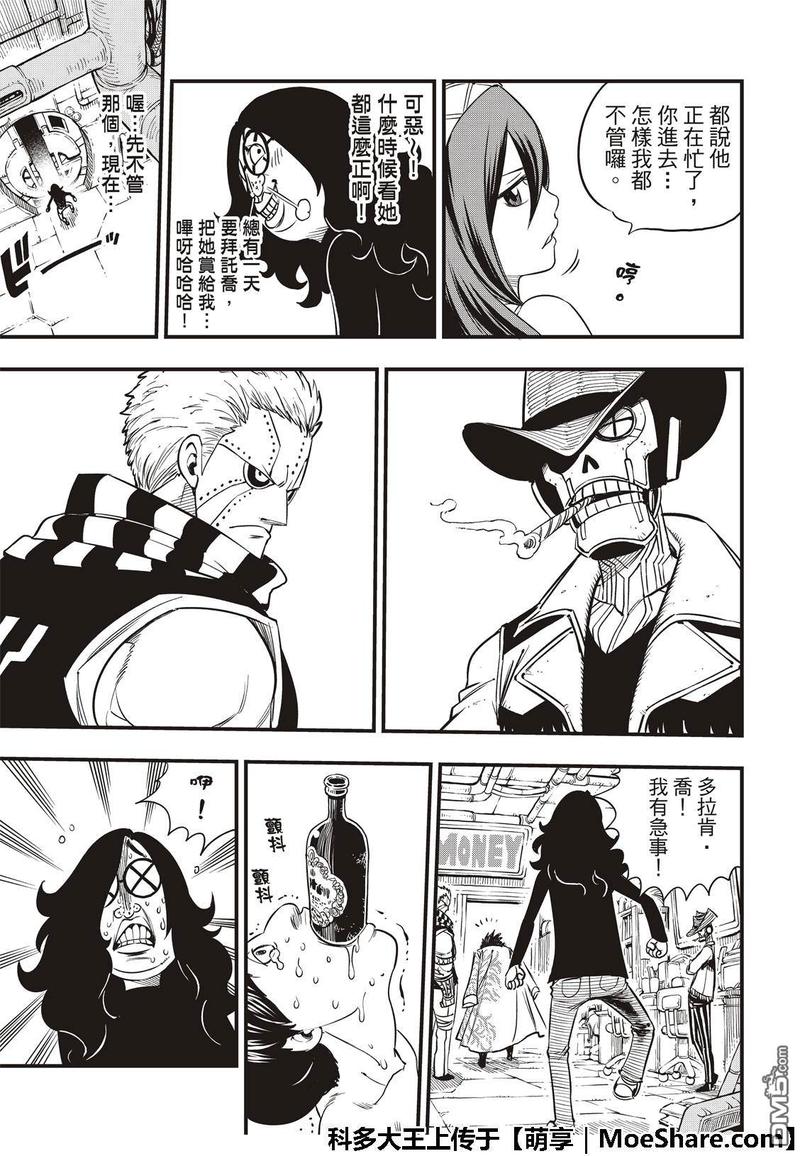 都說他
正在忙了，
你進去…
怎樣我都
不管囉。
哼。
可惡～！
什麼時候看她
都這麼正啊！
總有一天
要拜託喬，
把她賞給我…
嗶呀哈哈哈！
喔…先不管
那個，現在…
多拉肯．
喬！
我有急事！
MONEY
顫抖
顫抖
咿！
科多大王上传于【萌享】MoeShare.com】
DM5.com